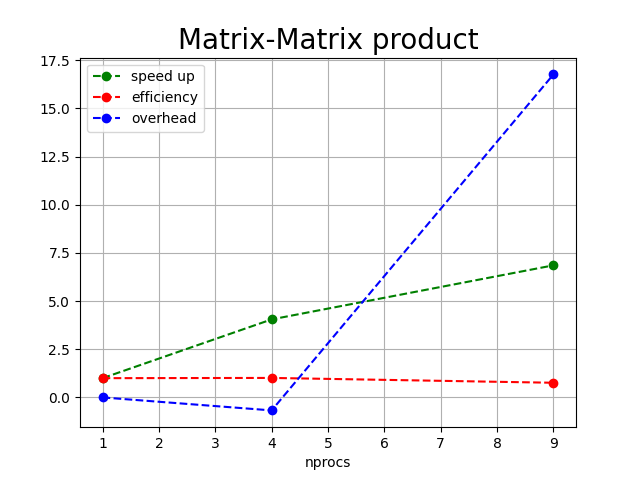 Matrix-Matrix product
speed up
efficiency
overhead
17.5
15.0
12.5
10.0
7.5
5.0
2.5
0.0
1 2 3 4 5 6 7 8 9
nprocs